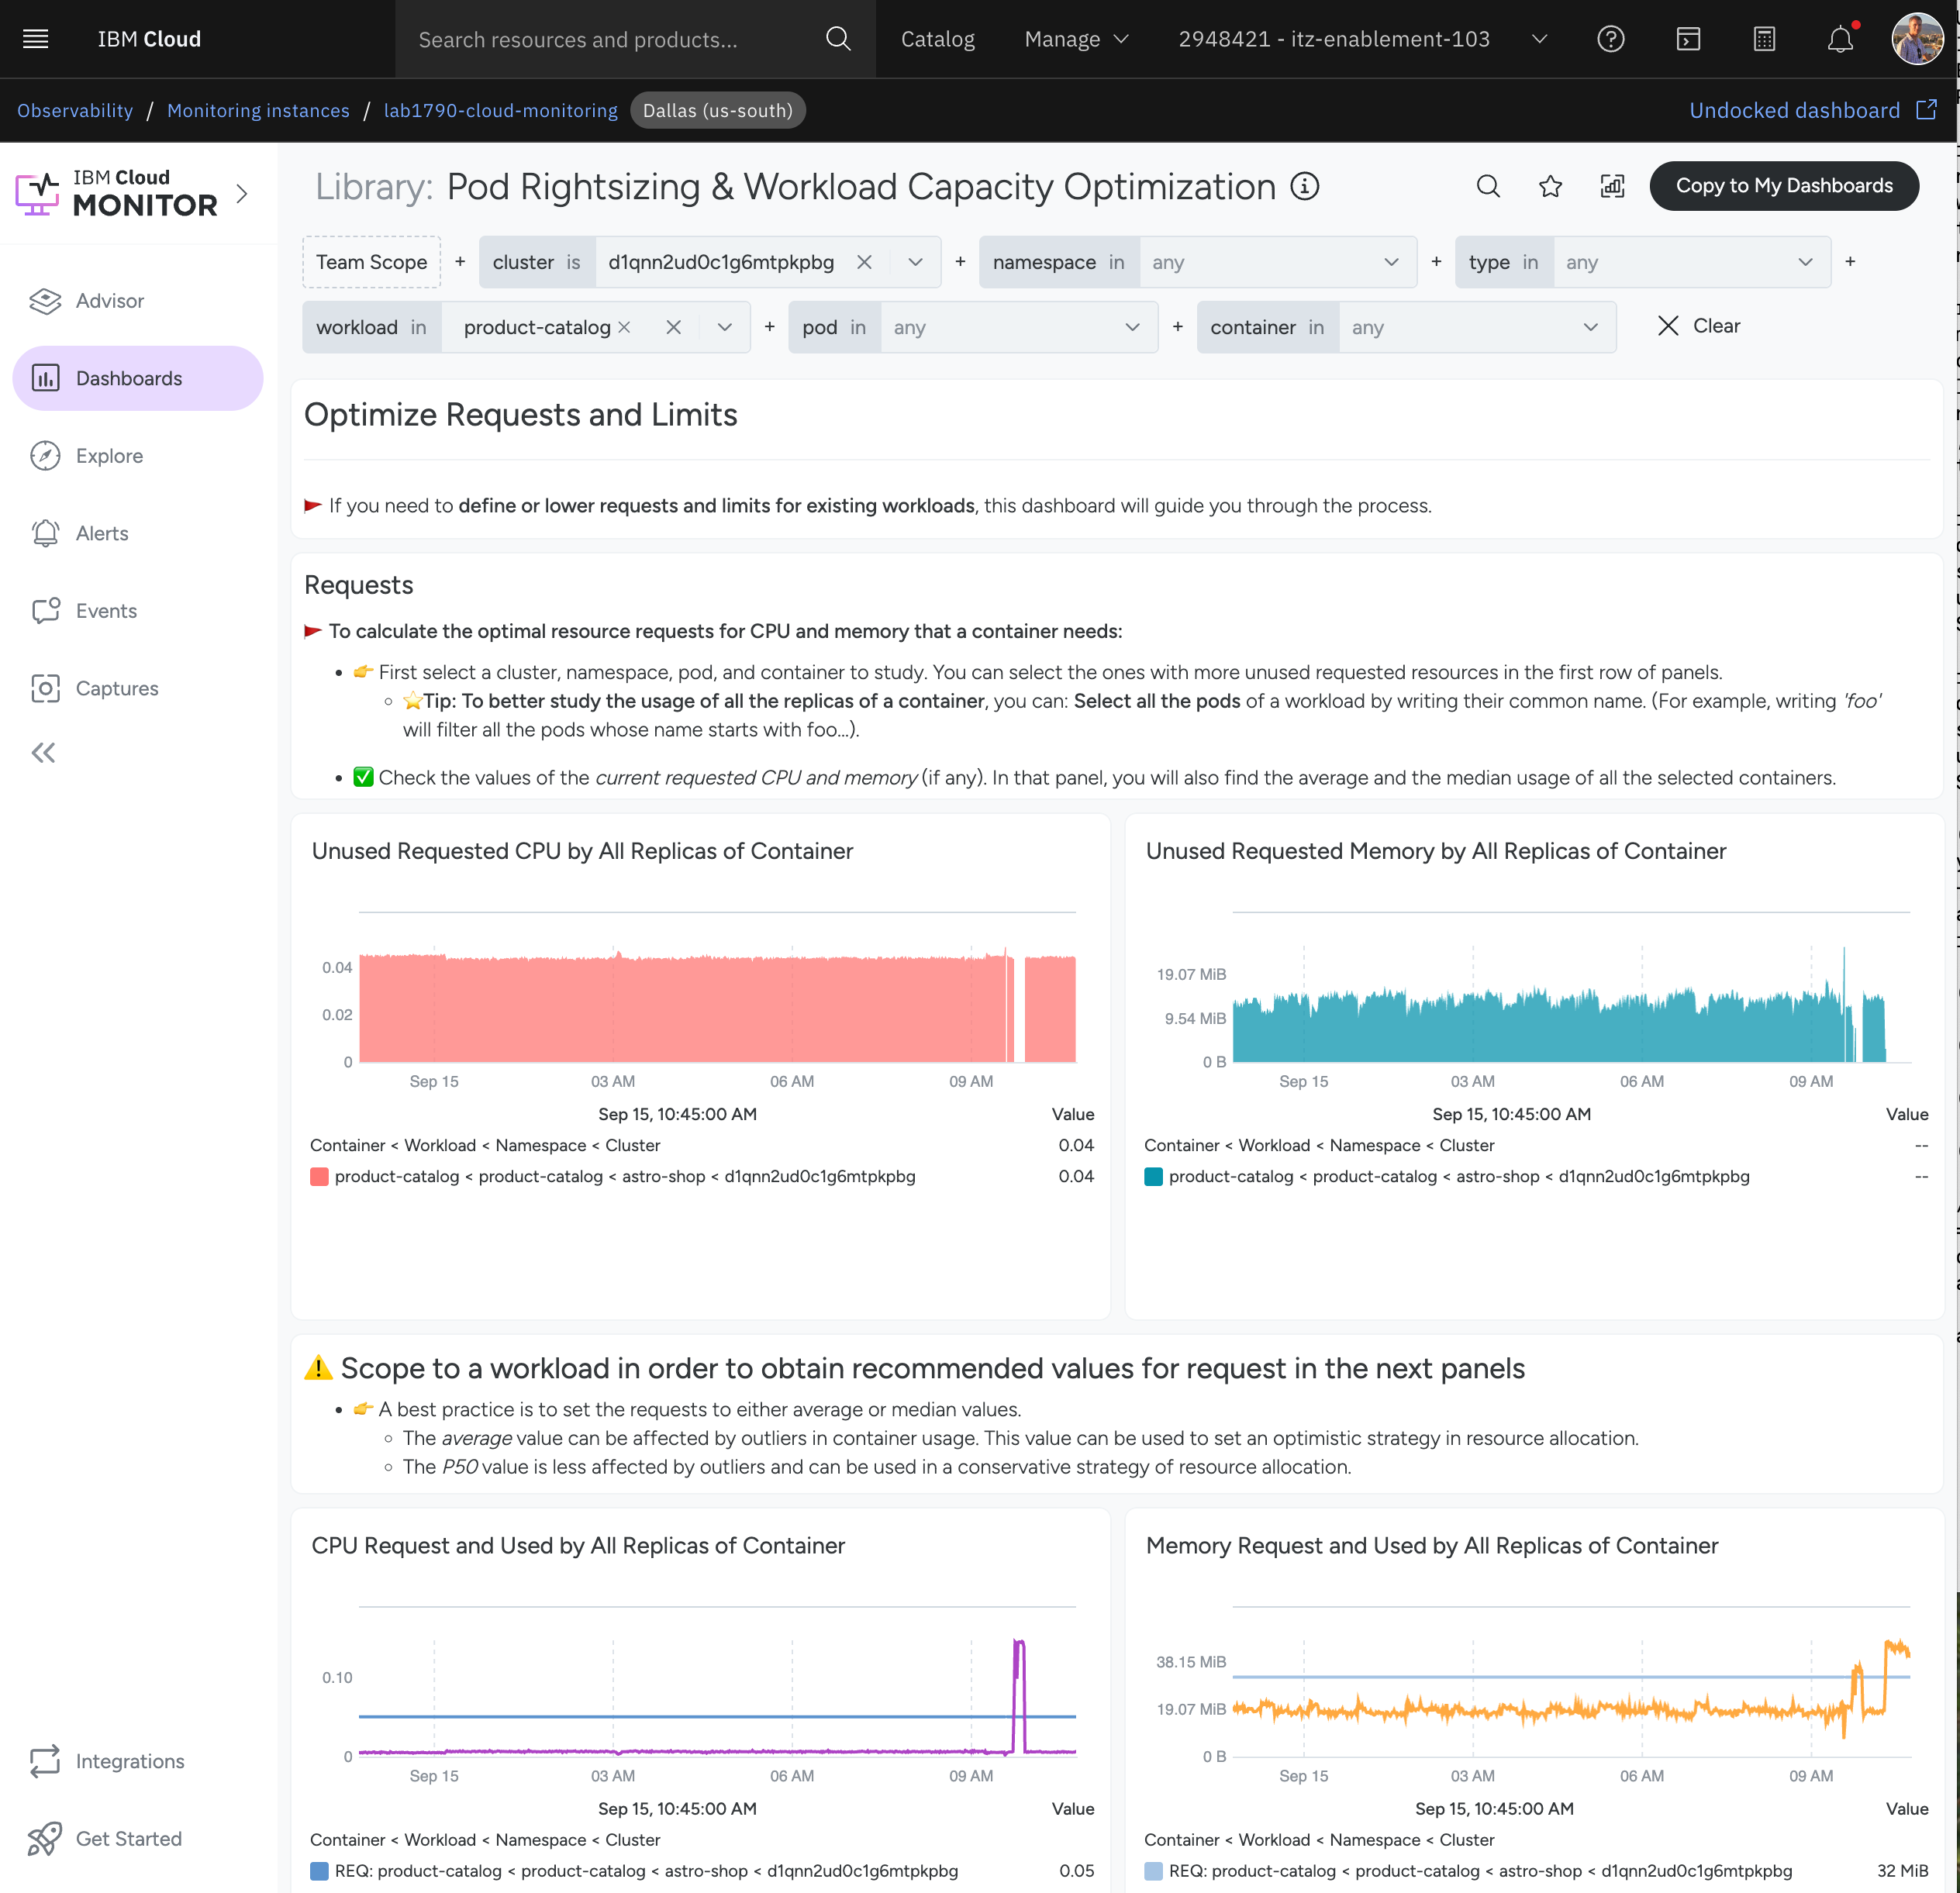 IBM Cloud
Search resources and products...
Catalog
Manage
2948421 - itz-enablement-103
Observability / Monitoring instances / lab1790-cloud-monitoring Dallas (us-south)
Undocked dashboard
IBM Cloud
MONITOR
Library: Pod Rightsizing & Workload Capacity Optimization
Copy to My Dashboards
Team Scope + cluster is d1qnn2ud0c1g6mtpkpbg + namespace in any + type in any +
workload in product-catalog + pod in any + container in any Clear
Advisor
Dashboards
Explore
Alerts
Events
Captures
Integrations
Get Started
Optimize Requests and Limits
🚩 If you need to define or lower requests and limits for existing workloads, this dashboard will guide you through the process.
Requests
🚩 To calculate the optimal resource requests for CPU and memory that a container needs:
• 👉 First select a cluster, namespace, pod, and container to study. You can select the ones with more unused requested resources in the first row of panels.
◦ ⭐Tip: To better study the usage of all the replicas of a container, you can: Select all the pods of a workload by writing their common name. (For example, writing 'foo'
will filter all the pods whose name starts with foo...).
• ✅ Check the values of the current requested CPU and memory (if any). In that panel, you will also find the average and the median usage of all the selected containers.
Unused Requested CPU by All Replicas of Container
0.04
0.02
0
Sep 15 03 AM 06 AM 09 AM
Sep 15, 10:45:00 AM Value
Container < Workload < Namespace < Cluster 0.04
product-catalog < product-catalog < astro-shop < d1qnn2ud0c1g6mtpkpbg 0.04
Unused Requested Memory by All Replicas of Container
19.07 MiB
9.54 MiB
0 B
Sep 15 03 AM 06 AM 09 AM
Sep 15, 10:45:00 AM Value
Container < Workload < Namespace < Cluster --
product-catalog < product-catalog < astro-shop < d1qnn2ud0c1g6mtpkpbg --
⚠️ Scope to a workload in order to obtain recommended values for request in the next panels
• 👉 A best practice is to set the requests to either average or median values.
◦ The average value can be affected by outliers in container usage. This value can be used to set an optimistic strategy in resource allocation.
◦ The P50 value is less affected by outliers and can be used in a conservative strategy of resource allocation.
CPU Request and Used by All Replicas of Container
0.10
0
Sep 15 03 AM 06 AM 09 AM
Sep 15, 10:45:00 AM Value
Container < Workload < Namespace < Cluster
REQ: product-catalog < product-catalog < astro-shop < d1qnn2ud0c1g6mtpkpbg 0.05
Memory Request and Used by All Replicas of Container
38.15 MiB
19.07 MiB
0 B
Sep 15 03 AM 06 AM 09 AM
Sep 15, 10:45:00 AM Value
Container < Workload < Namespace < Cluster
REQ: product-catalog < product-catalog < astro-shop < d1qnn2ud0c1g6mtpkpbg 32 MiB